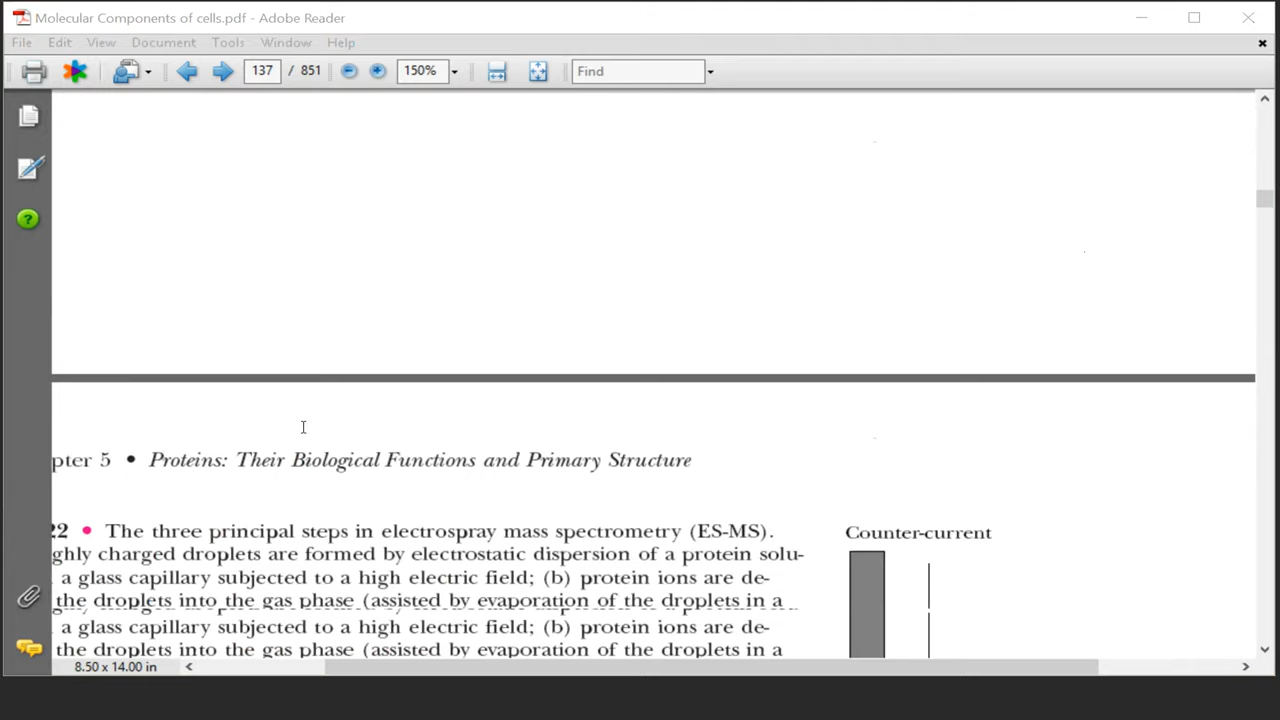 Molecular Components of cells.pdf - Adobe Reader
File Edit View Document Tools Window Help
137 / 851 150% Find
pter 5 • Proteins: Their Biological Functions and Primary Structure
22 • The three principal steps in electrospray mass spectrometry (ES-MS).
ghly charged droplets are formed by electrostatic dispersion of a protein solu-
a glass capillary subjected to a high electric field; (b) protein ions are de-
the droplets into the gas phase (assisted by evaporation of the droplets in a
a glass capillary subjected to a high electric field; (b) protein ions are de-
the droplets into the gas phase (assisted by evaporation of the droplets in a
Counter-current
8.50 x 14.00 in